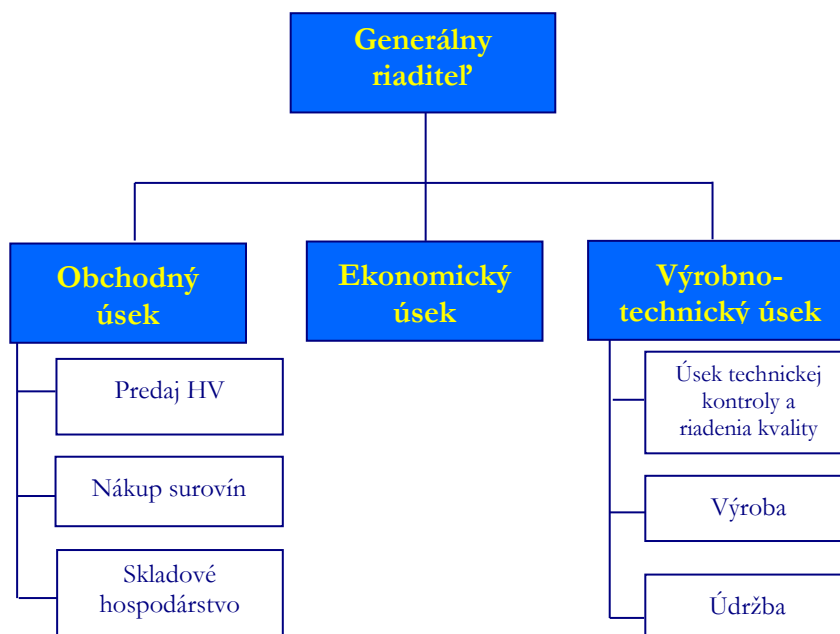 Generálny
riaditeľ
Obchodný
úsek
Ekonomický
úsek
Výrobno-
technický úsek
Predaj HV
Nákup surovín
Skladové
hospodárstvo
Úsek technickej
kontroly a
riadenia kvality
Výroba
Údržba